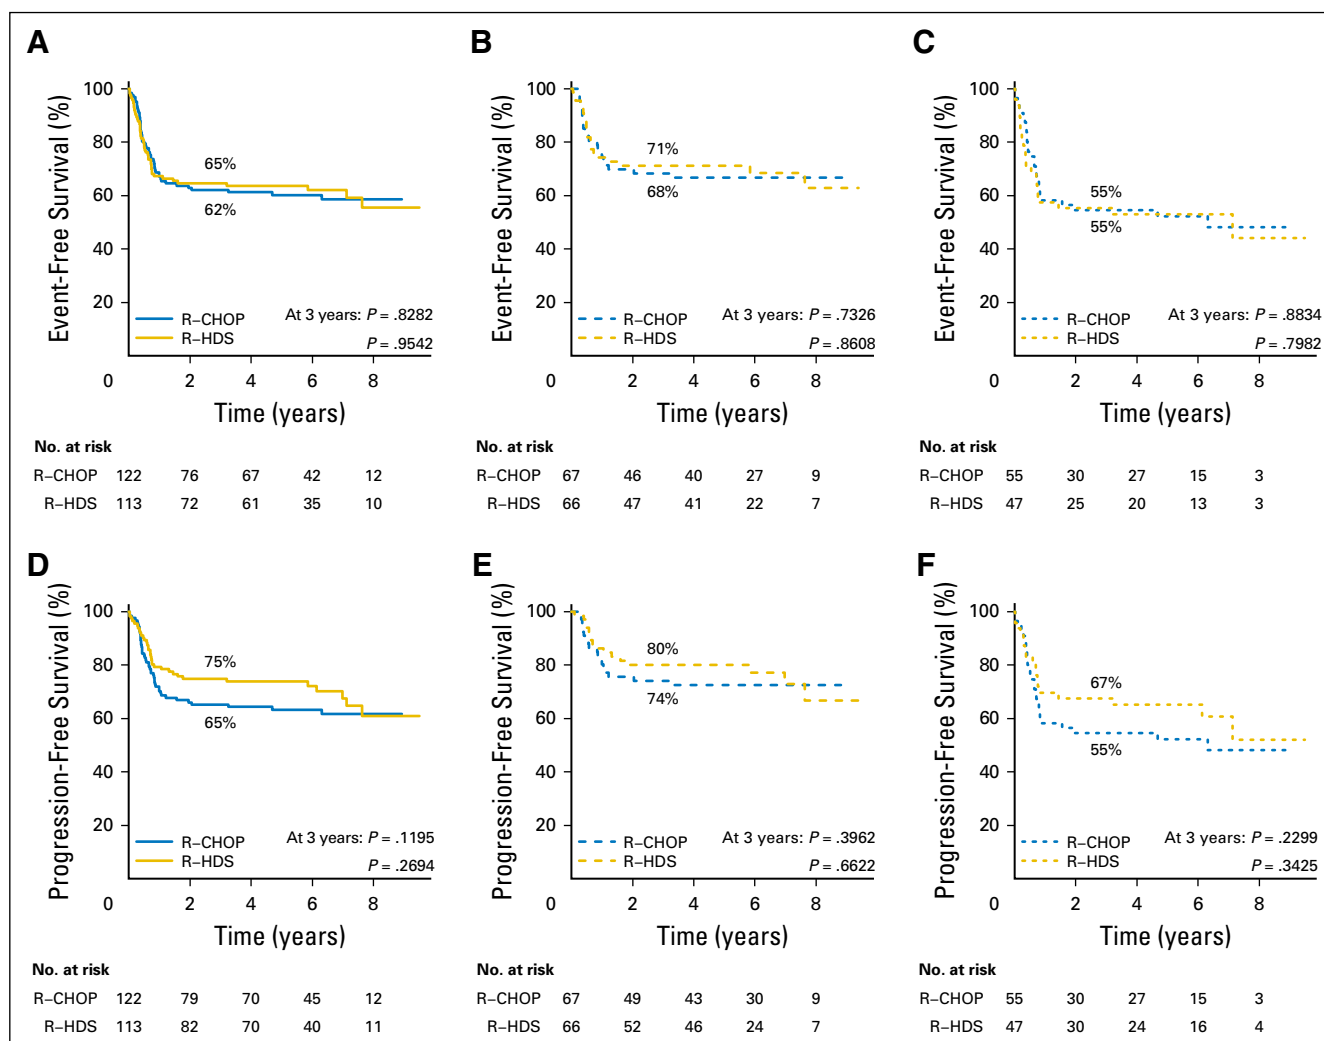 A
Event-Free Survival (%)
100
80
60
40
20
65%
62%
R–CHOP
R–HDS
At 3 years: P = .8282
P = .9542
0 2 4 6 8
Time (years)
No. at risk
R–CHOP 122 76 67 42 12
R–HDS 113 72 61 35 10
B
Event-Free Survival (%)
100
80
60
40
20
71%
68%
R–CHOP
R–HDS
At 3 years: P = .7326
P = .8608
0 2 4 6 8
Time (years)
No. at risk
R–CHOP 67 46 40 27 9
R–HDS 66 47 41 22 7
C
Event-Free Survival (%)
100
80
60
40
20
55%
55%
R–CHOP
R–HDS
At 3 years: P = .8834
P = .7982
0 2 4 6 8
Time (years)
No. at risk
R–CHOP 55 30 27 15 3
R–HDS 47 25 20 13 3
D
Progression-Free Survival (%)
100
80
60
40
20
75%
65%
R–CHOP
R–HDS
At 3 years: P = .1195
P = .2694
0 2 4 6 8
Time (years)
No. at risk
R–CHOP 122 79 70 45 12
R–HDS 113 82 70 40 11
E
Progression-Free Survival (%)
100
80
60
40
20
80%
74%
R–CHOP
R–HDS
At 3 years: P = .3962
P = .6622
0 2 4 6 8
Time (years)
No. at risk
R–CHOP 67 49 43 30 9
R–HDS 66 52 46 24 7
F
Progression-Free Survival (%)
100
80
60
40
20
67%
55%
R–CHOP
R–HDS
At 3 years: P = .2299
P = .3425
0 2 4 6 8
Time (years)
No. at risk
R–CHOP 55 30 27 15 3
R–HDS 47 30 24 16 4